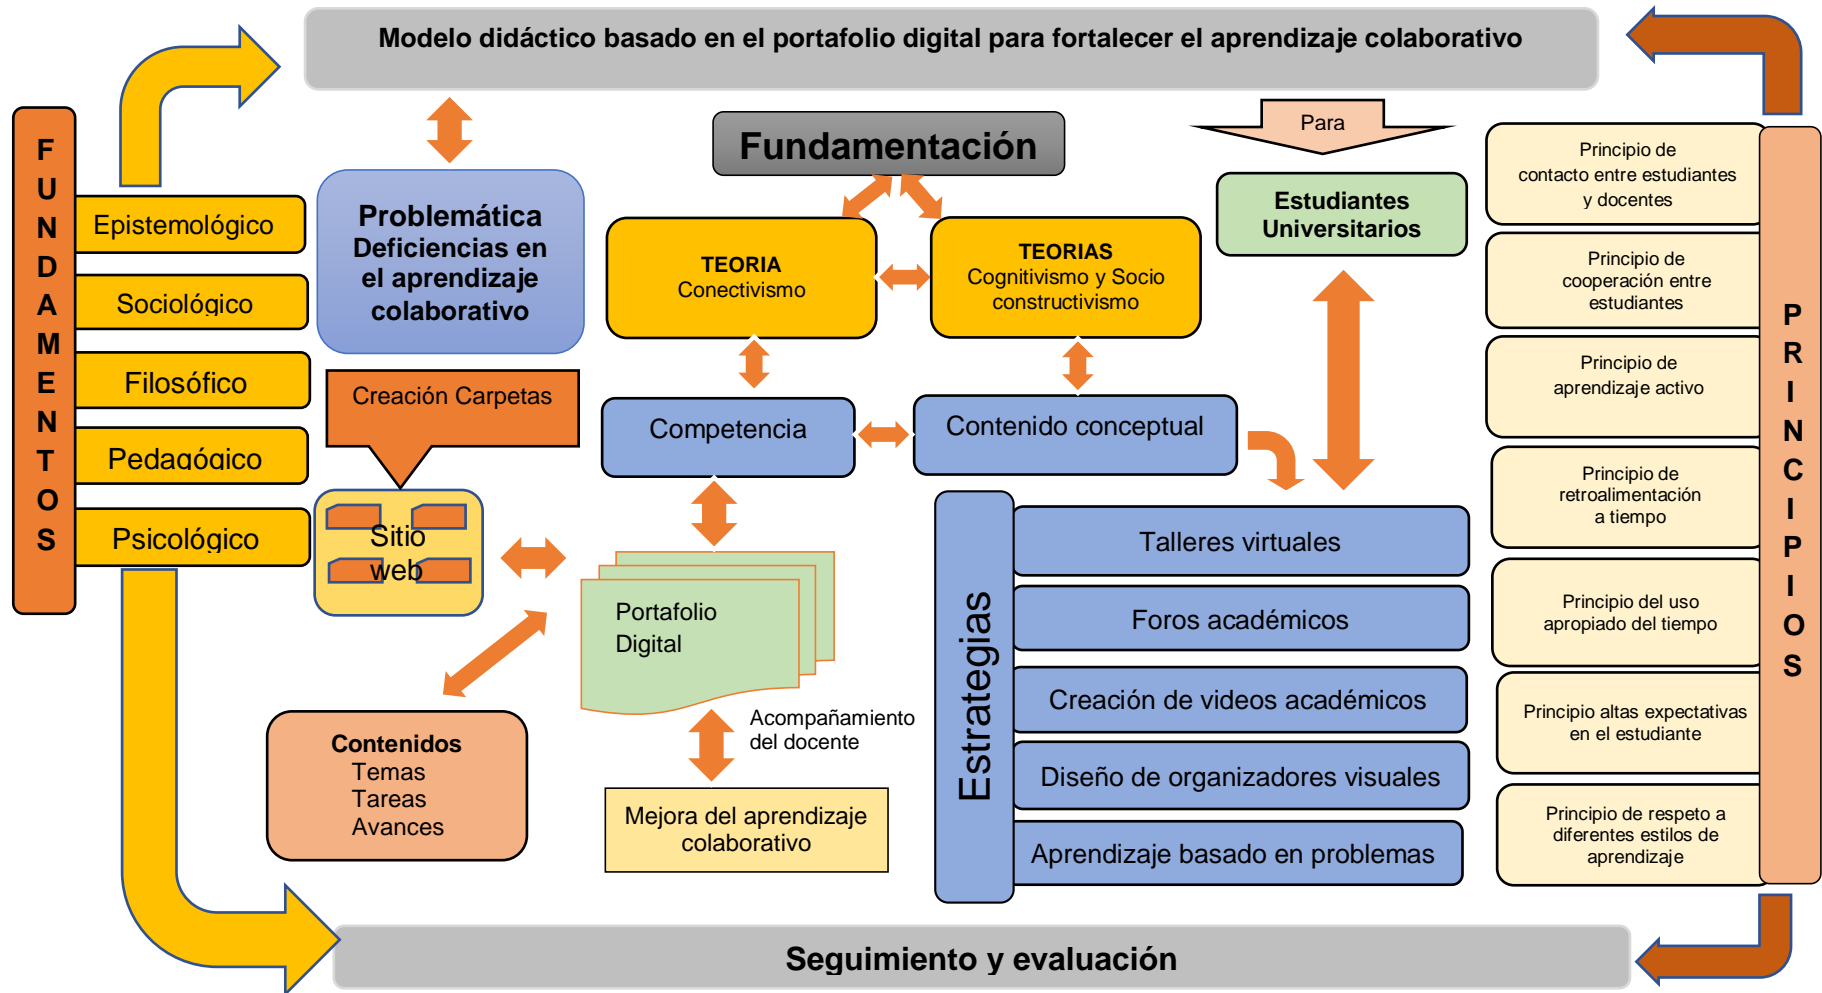 Modelo didáctico basado en el portafolio digital para fortalecer el aprendizaje colaborativo
FUNDAMENTOS
Epistemológico
Sociológico
Filosófico
Pedagógico
Psicológico
Problemática
Deficiencias en
el aprendizaje
colaborativo
Creación Carpetas
Sitio
web
Contenidos
Temas
Tareas
Avances
Fundamentación
TEORIA
Conectivismo
TEORIAS
Cognitivismo y Socio
constructivismo
Competencia
Contenido conceptual
Portafolio
Digital
Acompañamiento
del docente
Mejora del aprendizaje
colaborativo
Para
Estudiantes
Universitarios
Estrategias
Talleres virtuales
Foros académicos
Creación de videos académicos
Diseño de organizadores visuales
Aprendizaje basado en problemas
Principio de
contacto entre estudiantes
y docentes
Principio de
cooperación entre
estudiantes
Principio de
aprendizaje activo
Principio de
retroalimentación
a tiempo
Principio del uso
apropiado del tiempo
Principio altas expectativas
en el estudiante
Principio de respeto a
diferentes estilos de
aprendizaje
PRINCIPIOS
Seguimiento y evaluación